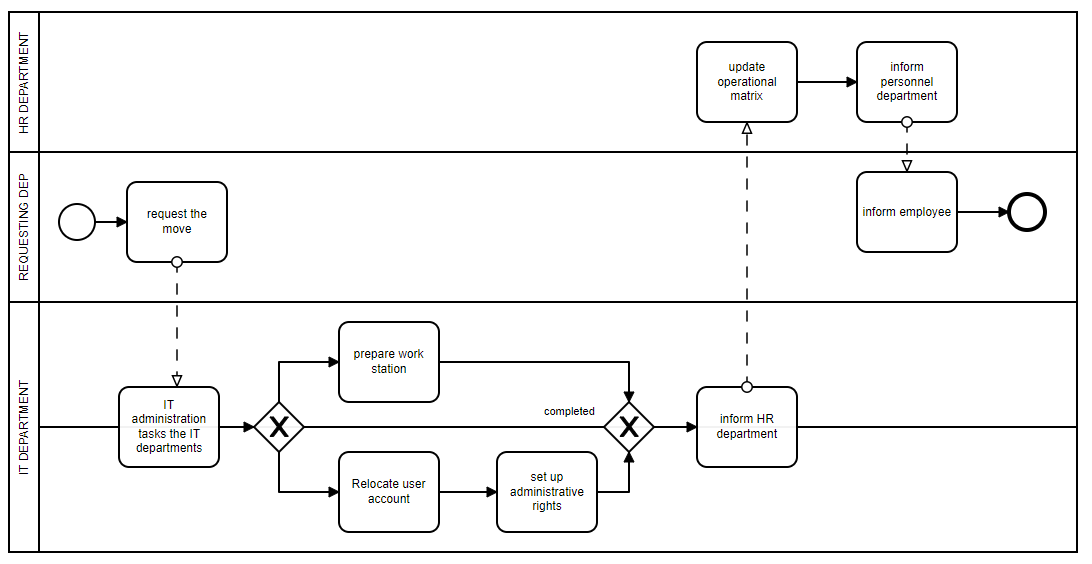 HR DEPARTMENT
update
operational
matrix
inform
personnel
department
REQUESTING DEP
request the
move
inform employee
IT DEPARTMENT
IT
administration
tasks the IT
departments
prepare work
station
Relocate user
account
set up
administrative
rights
completed
inform HR
department